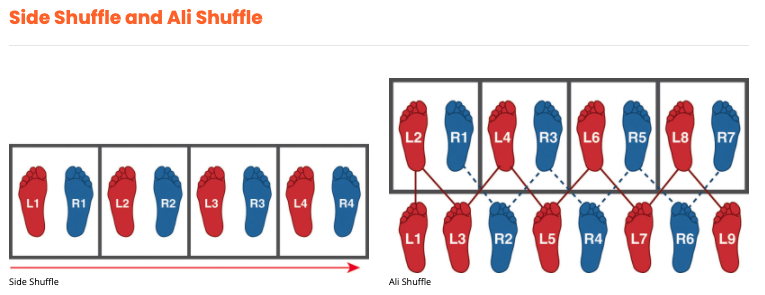 Side Shuffle and Ali Shuffle
L2 R1 L4 R3 L6 R5 L8 R7
L1 R1 L2 R2 L3 R3 L4 R4
L1 L3 R2 L5 R4 L7 R6 L9
Side Shuffle
Ali Shuffle